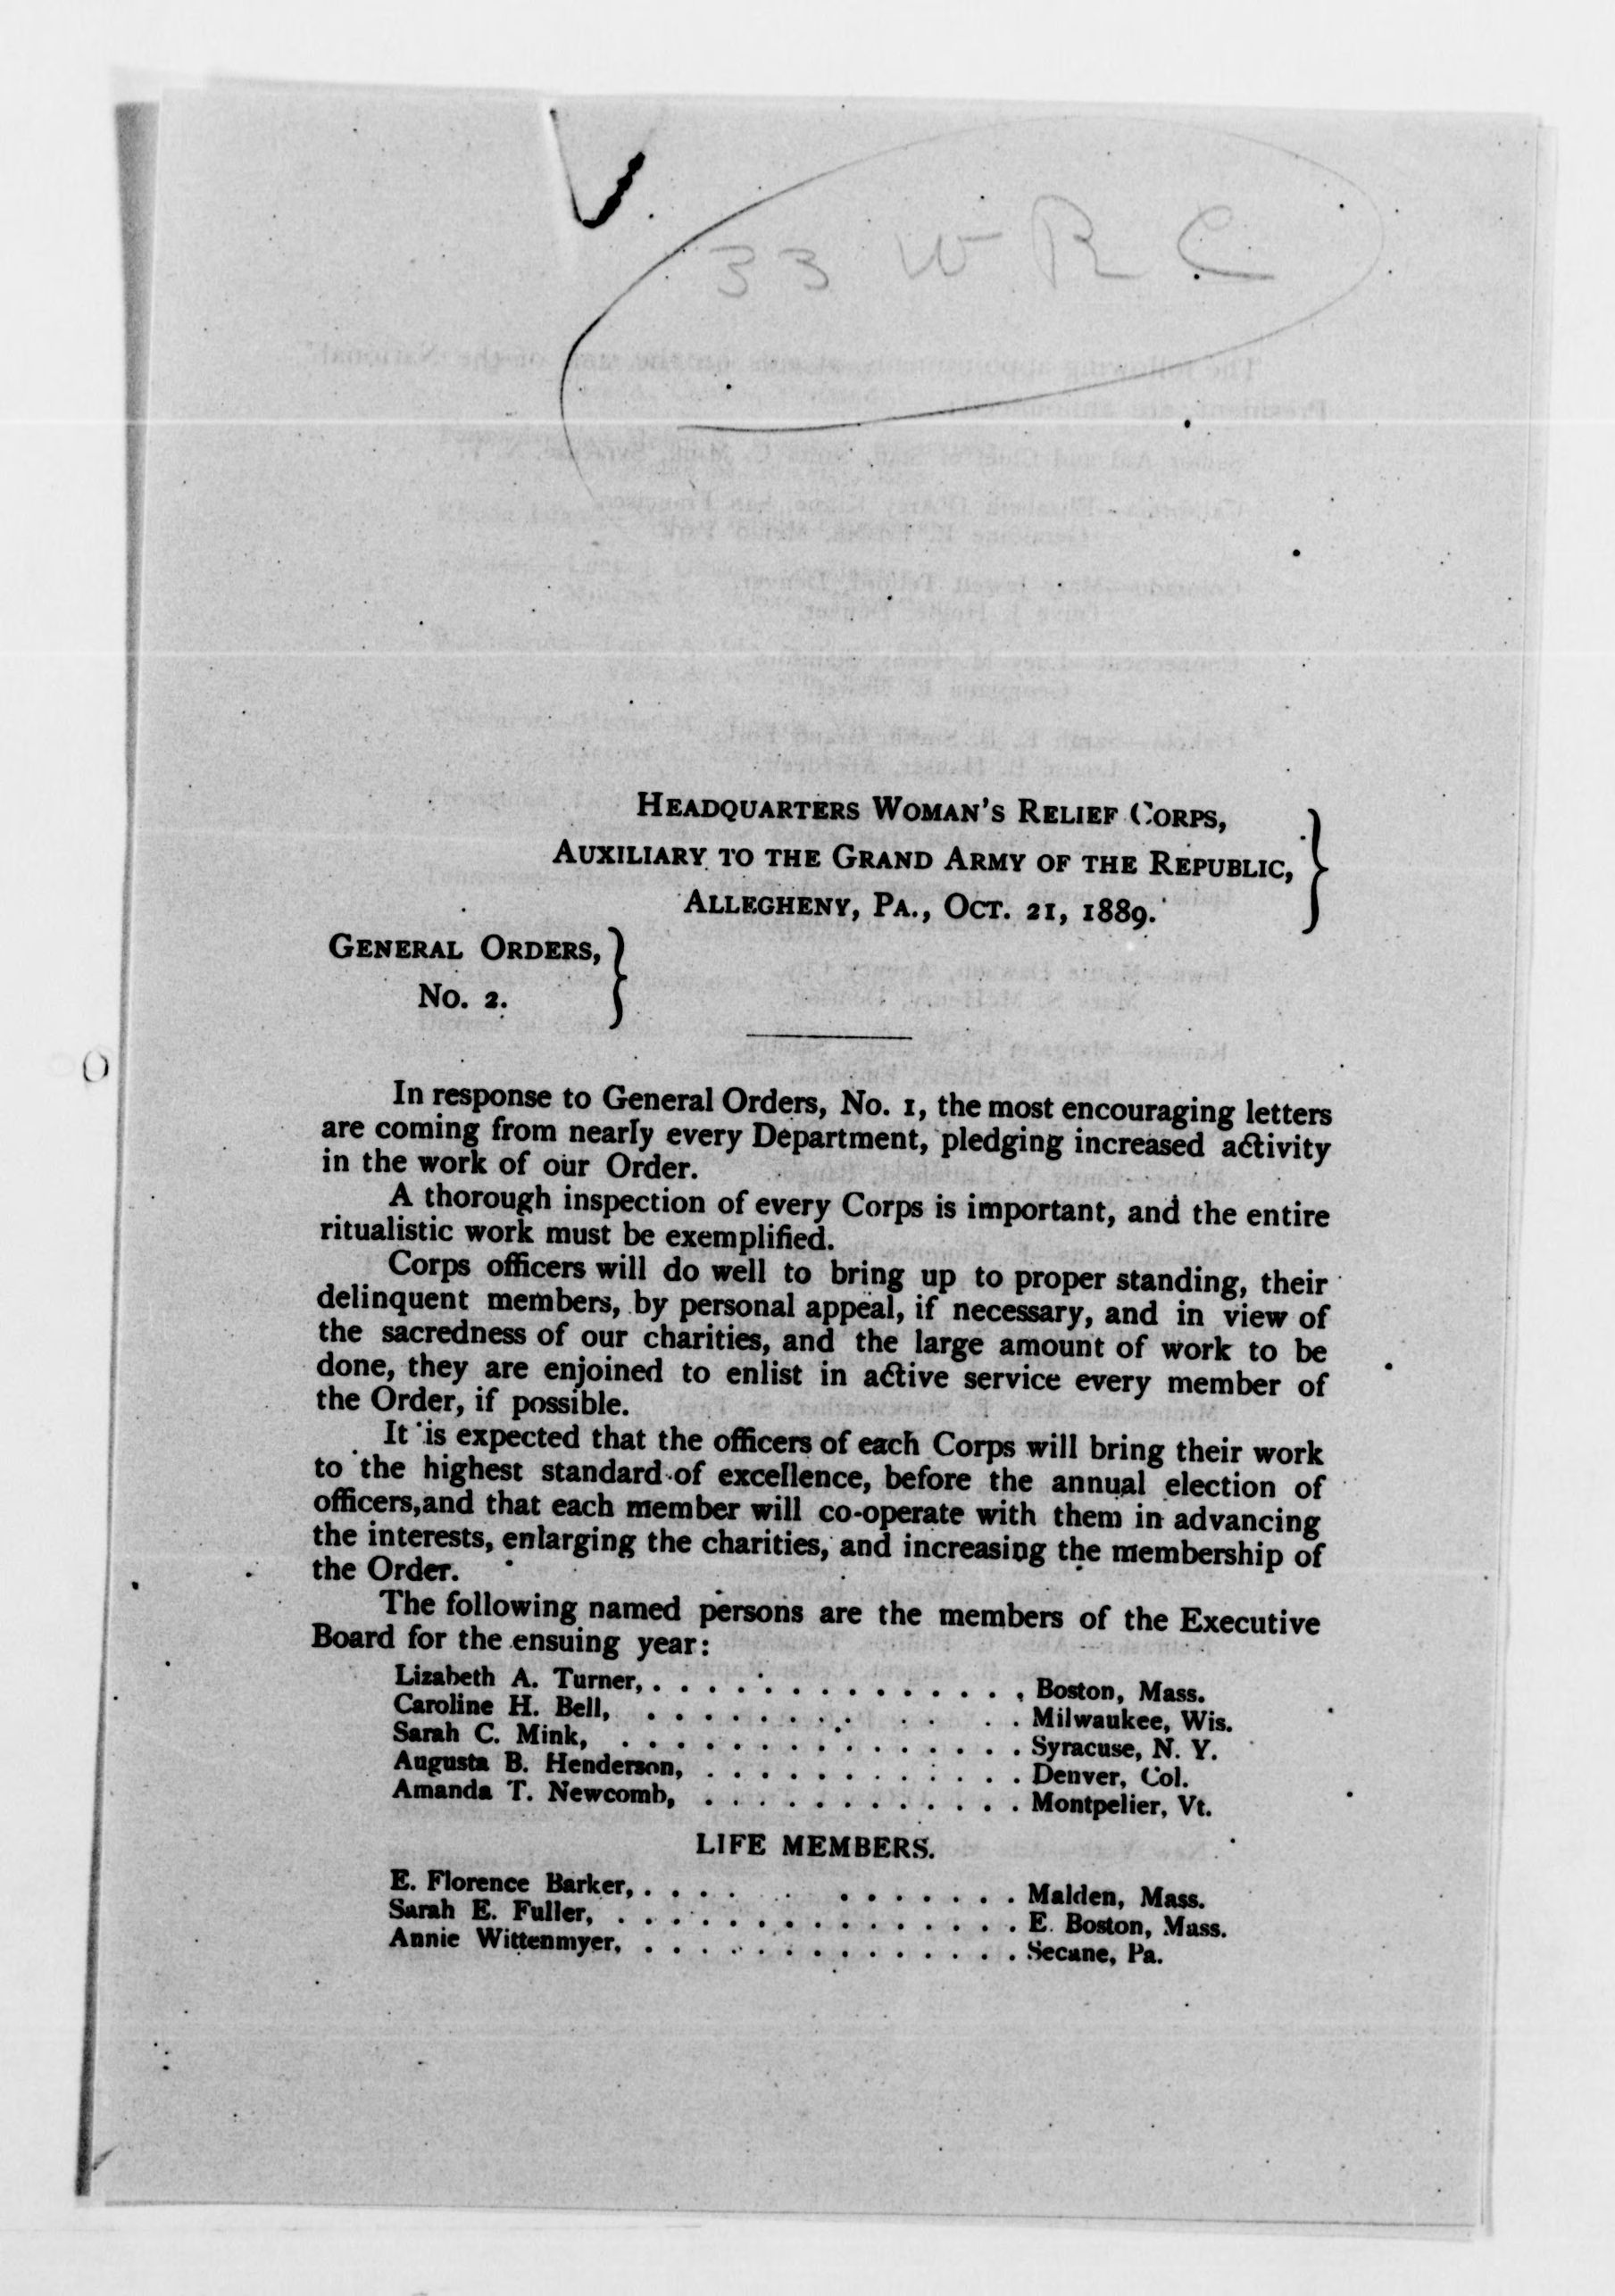 33 W R C
HEADQUARTERS WOMAN'S RELIEF CORPS,
AUXILIARY TO THE GRAND ARMY OF THE REPUBLIC,
ALLEGHENY, PA., OCT. 21, 1889.
GENERAL ORDERS,
No. 2.
In response to General Orders, No. 1, the most encouraging letters
are coming from nearly every Department, pledging increased activity
in the work of our Order.
A thorough inspection of every Corps is important, and the entire
ritualistic work must be exemplified.
Corps officers will do well to bring up to proper standing, their
delinquent members, by personal appeal, if necessary, and in view of
the sacredness of our charities, and the large amount of work to be
done, they are enjoined to enlist in active service every member of
the Order, if possible.
It is expected that the officers of each Corps will bring their work
to the highest standard of excellence, before the annual election of
officers, and that each member will co-operate with them in advancing
the interests, enlarging the charities, and increasing the membership of
the Order.
The following named persons are the members of the Executive
Board for the ensuing year:
Lizabeth A. Turner, . . . . . . . . . . . . . . Boston, Mass.
Caroline H. Bell, . . . . . . . . . . . . . . Milwaukee, Wis.
Sarah C. Mink, . . . . . . . . . . . . . . . Syracuse, N. Y.
Augusta B. Henderson, . . . . . . . . . . . . Denver, Col.
Amanda T. Newcomb, . . . . . . . . . . . . Montpelier, Vt.
LIFE MEMBERS.
E. Florence Barker, . . . . . . . . . . . . . . Malden, Mass.
Sarah E. Fuller, . . . . . . . . . . . . . . . E. Boston, Mass.
Annie Wittenmyer, . . . . . . . . . . . . . . Secane, Pa.